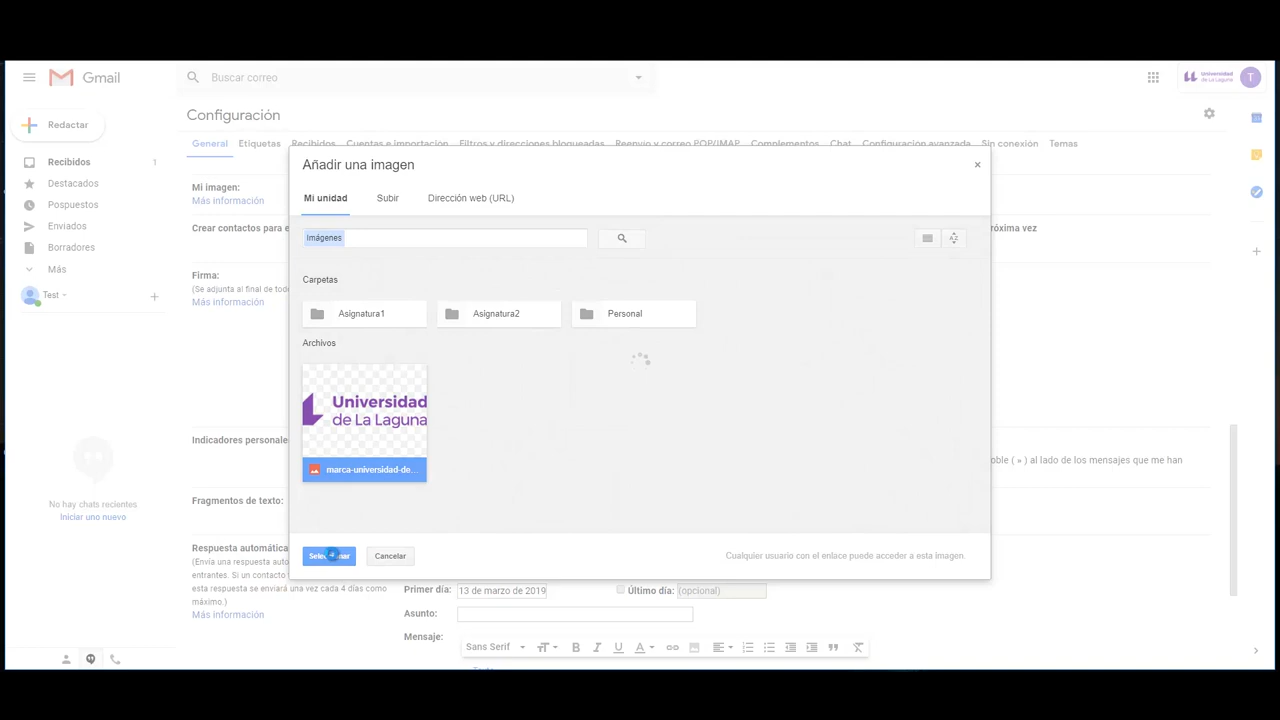 Gmail
Buscar correo
Universidad
de La Laguna
T
Redactar
Configuración
General Etiquetas Recibidos Cuentas e importación Filtros y direcciones bloqueadas Reenvío y correo POP/IMAP Complementos Chat Configuración avanzada Sin conexión Temas
Recibidos 1
Destacados
Pospuestos
Enviados
Borradores
Más
Test
No hay chats recientes
Iniciar uno nuevo
Mi imagen:
Más información
Crear contactos para e
róxima vez
Firma:
(Se adjunta al final de todo
Más información
Indicadores personale
oble ( » ) al lado de los mensajes que me han
Fragmentos de texto:
Respuesta automática
(Envía una respuesta auto
entrantes. Si un contacto
esta respuesta se enviará una vez cada 4 días como
máximo.)
Más información
Añadir una imagen
×
Mi unidad Subir Dirección web (URL)
Imágenes
AZ
Carpetas
Asignatura1 Asignatura2 Personal
Archivos
Universidad
de La Laguna
marca-universidad-de...
Seleccionar Cancelar
Cualquier usuario con el enlace puede acceder a esta imagen.
Primer día: 13 de marzo de 2019 Último día: (opcional)
Asunto:
Mensaje:
Sans Serif